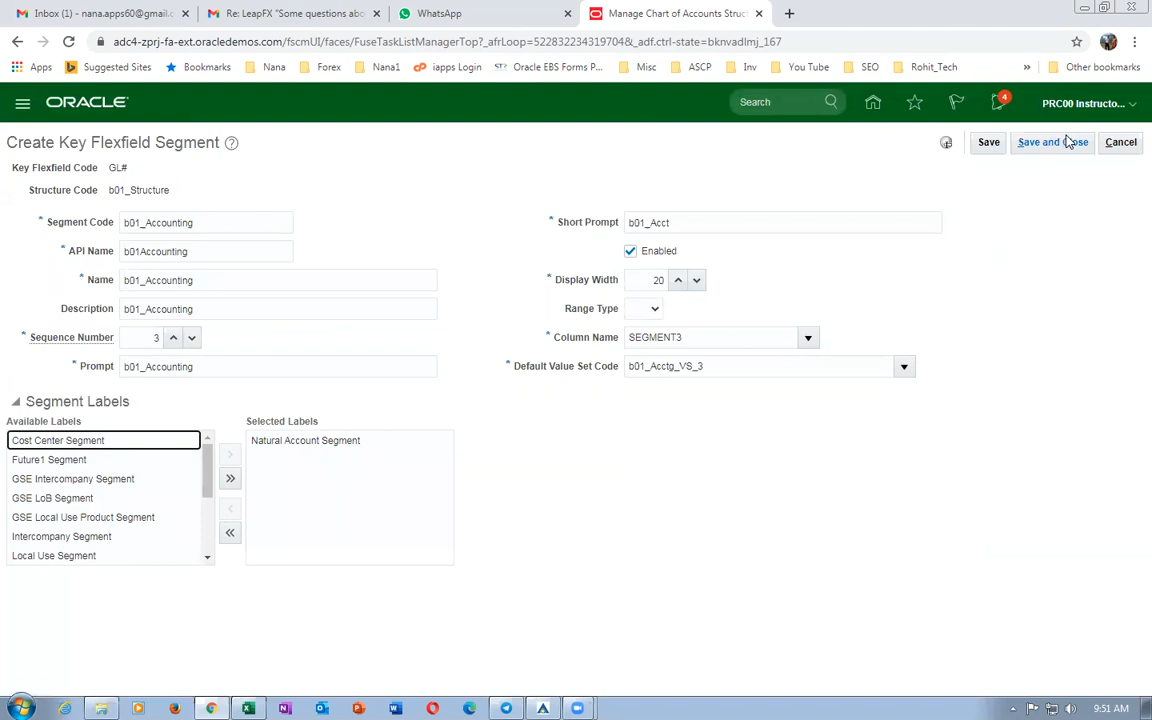 Inbox (1) - nana.apps60@gmail.c
Re: LeapFX "Some questions abo
WhatsApp
Manage Chart of Accounts Struct
adc4-zprj-fa-ext.oracledemos.com/fscmUI/faces/FuseTaskListManagerTop?_afrLoop=5228322343197048&_adf.ctrl-state=bknvadlmj_167
Apps
Suggested Sites
Bookmarks
Nana
Forex
Nana1
iapps Login
Oracle EBS Forms P...
Misc
ASCP
Inv
You Tube
SEO
Rohit_Tech
»
Other bookmarks
ORACLE
Search
4
PRC00 Instructo...
Create Key Flexfield Segment
Save
Save and Close
Cancel
Key Flexfield Code GL#
Structure Code b01_Structure
* Segment Code b01_Accounting
* Short Prompt b01_Acct
* API Name b01Accounting
Enabled
* Name b01_Accounting
* Display Width 20
Description b01_Accounting
Range Type
* Sequence Number 3
* Column Name SEGMENT3
* Prompt b01_Accounting
* Default Value Set Code b01_Acctg_VS_3
Segment Labels
Available Labels
Selected Labels
Cost Center Segment
Natural Account Segment
Future1 Segment
GSE Intercompany Segment
GSE LoB Segment
GSE Local Use Product Segment
Intercompany Segment
Local Use Segment
9:51 AM